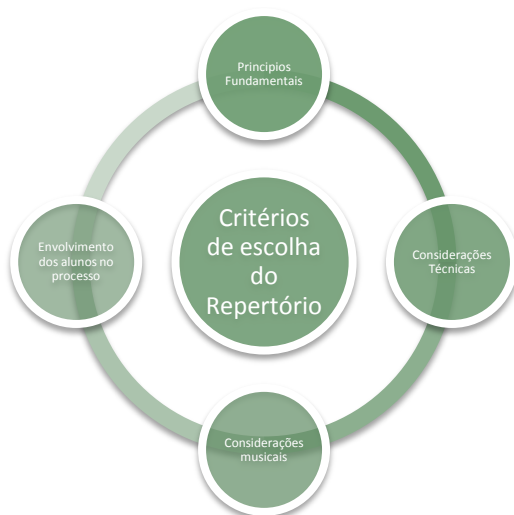 Principios
Fundamentais
Critérios
de escolha
do
Repertório
Envolvimento
dos alunos no
processo
Considerações
Técnicas
Considerações
musicais